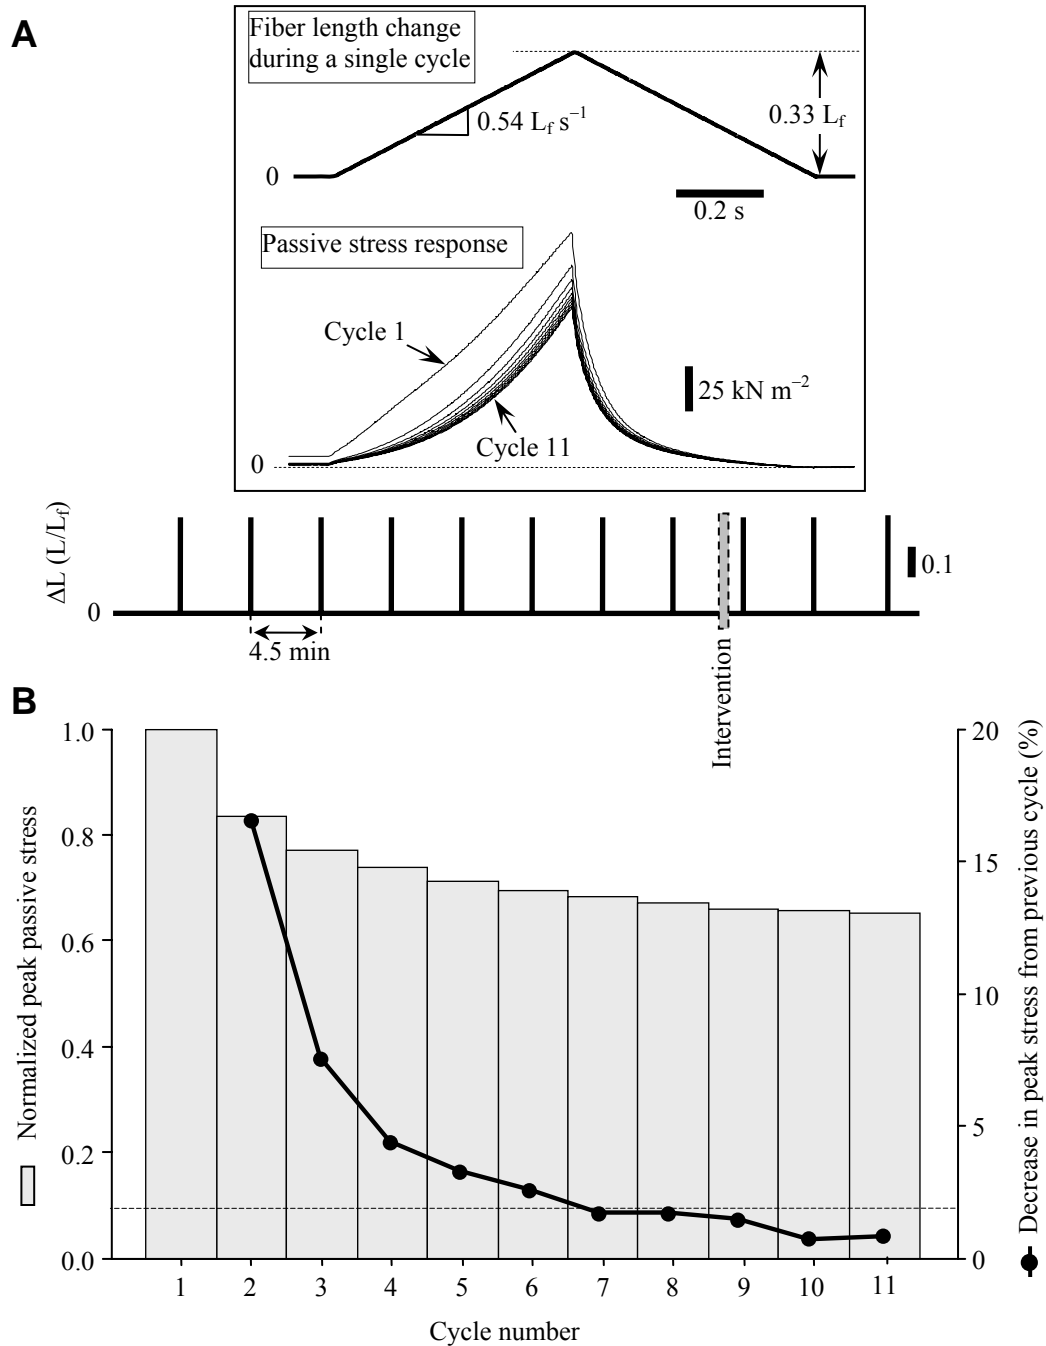 A
Fiber length change
during a single cycle
0.54 Lf s−1
0.33 Lf
0
0.2 s
Passive stress response
Cycle 1
25 kN m−2
Cycle 11
0
ΔL (L/Lf)
0
0.1
4.5 min
Intervention
B
Normalized peak passive stress
1.0
0.8
0.6
0.4
0.2
0.0
20
15
10
5
0
Decrease in peak stress from previous cycle (%)
1 2 3 4 5 6 7 8 9 10 11
Cycle number